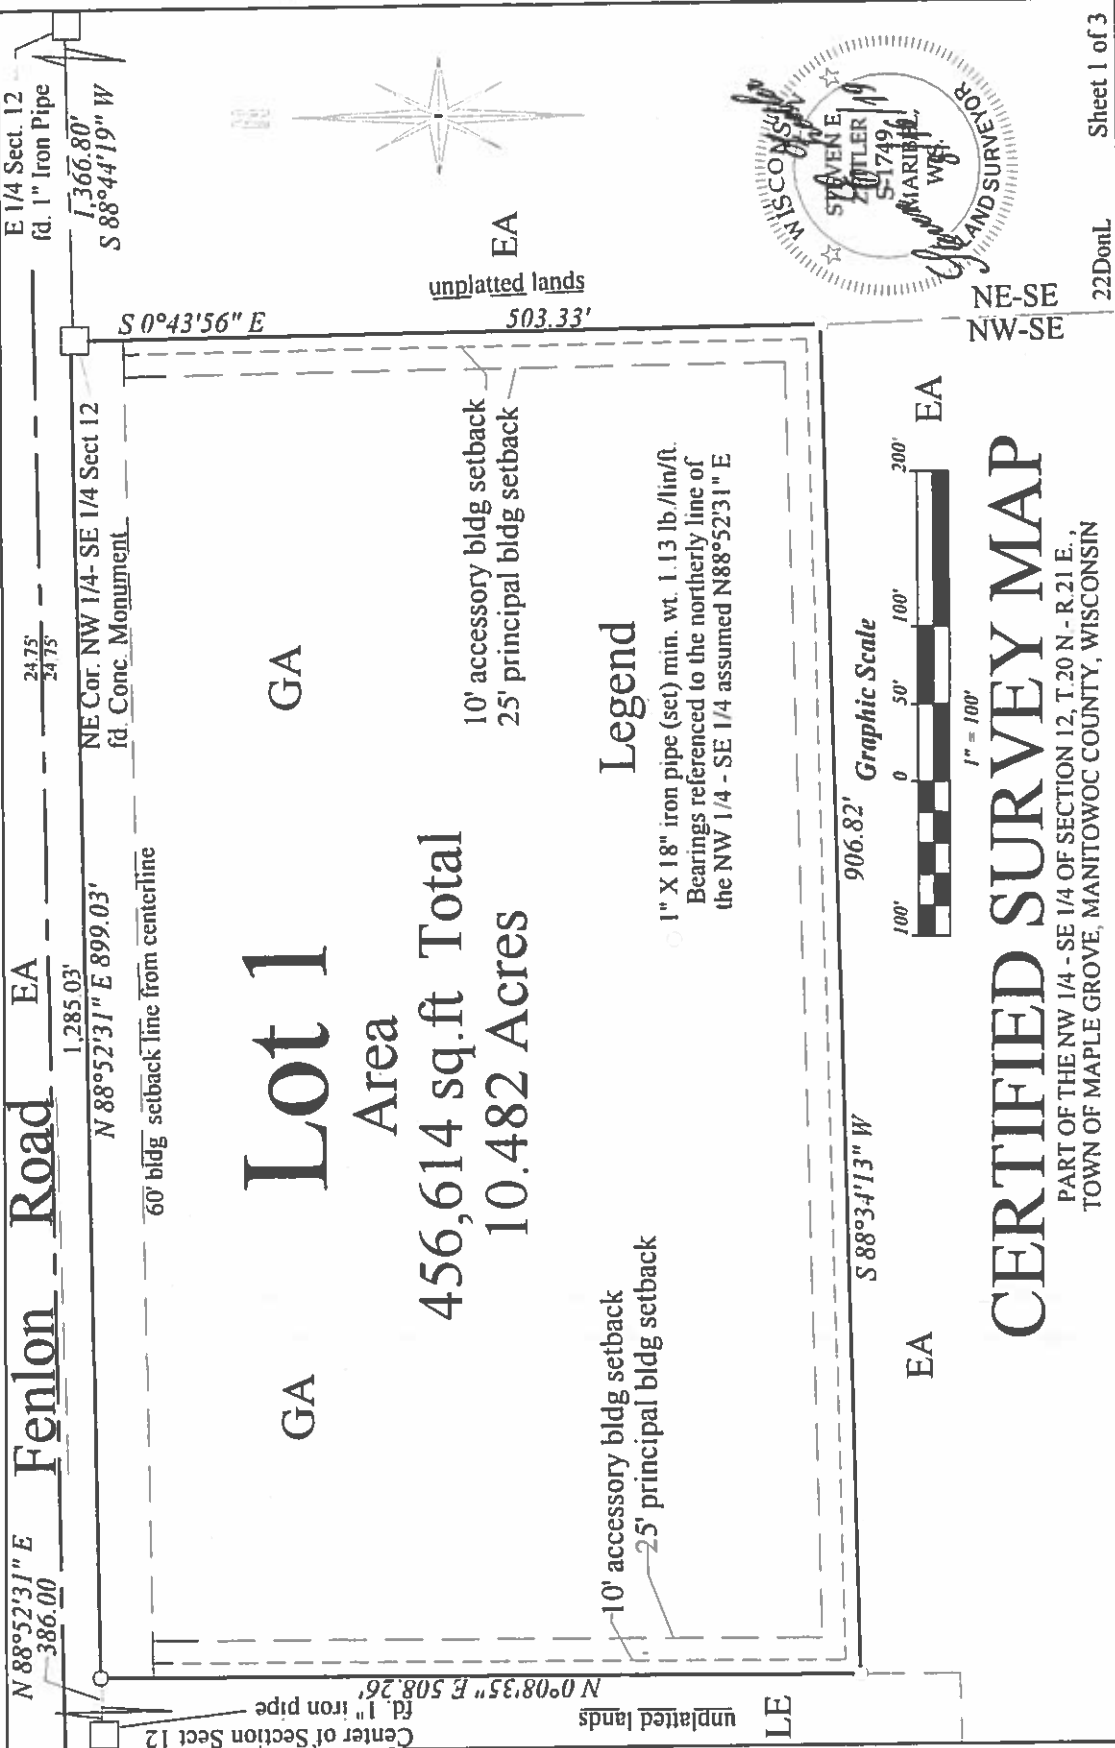 E 1/4 Sect. 12
fd. 1" Iron Pipe
1,366.80'
S 88°44'19" W
N 88°52'31" E
386.00
Fenlon Road
EA
24.75'
24.75'
1,285.03'
N 88°52'31" E 899.03'
NE Cor. NW 1/4- SE 1/4 Sect 12
fd. Conc. Monument
60' bldg setback line from centerline
S 0°43'56" E
503.33'
unplatted lands
EA
Center of Section Sect 12
fd. 1" iron pipe
N 0°08'35" E 508.26'
unplatted lands
LE
GA
GA
Lot 1
Area
456,614 sq.ft Total
10.482 Acres
10' accessory bldg setback
25' principal bldg setback
10' accessory bldg setback
25' principal bldg setback
Legend
1" X 18" iron pipe (set) min. wt. 1.13 lb./lin/ft.
Bearings referenced to the northerly line of
the NW 1/4 - SE 1/4 assumed N88°52'31" E
S 88°34'13" W
906.82'
EA
EA
Graphic Scale
100' 0 50' 100' 200'
1" = 100'
NE-SE
NW-SE
WISCONSIN
STEVEN E.
S-1749
MARIBEL,
WIS.
LAND SURVEYOR
CERTIFIED SURVEY MAP
PART OF THE NW 1/4 - SE 1/4 OF SECTION 12, T.20 N.- R.21 E.,
TOWN OF MAPLE GROVE, MANITOWOC COUNTY, WISCONSIN
22DonL
Sheet 1 of 3